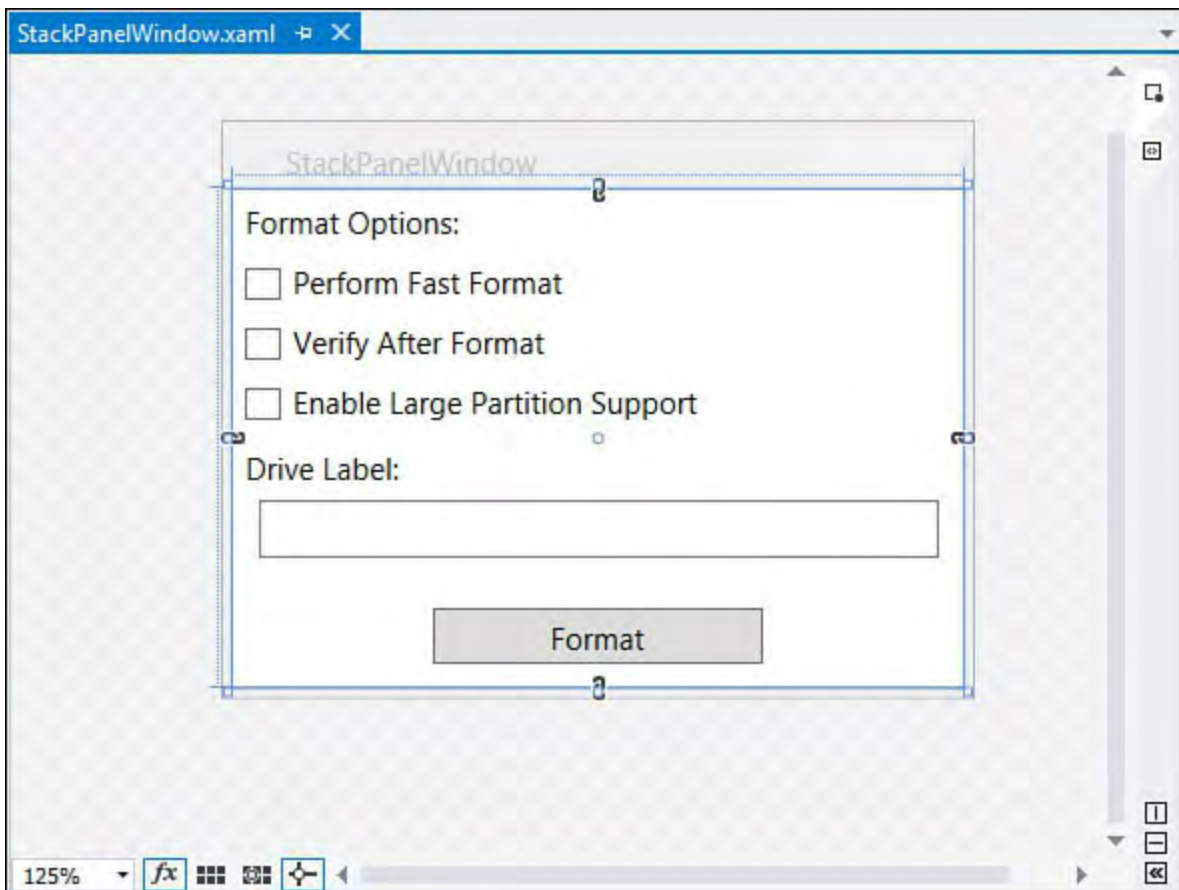 StackPanelWindow.xaml
StackPanelWindow
Format Options:
Perform Fast Format
Verify After Format
Enable Large Partition Support
Drive Label:
Format
125%
fx